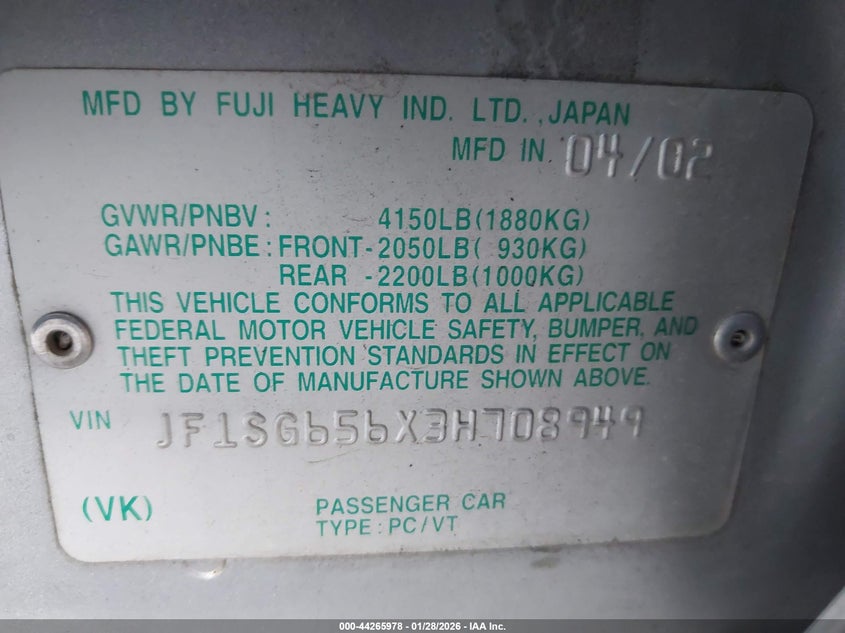 MFD BY FUJI HEAVY IND. LTD., JAPAN
MFD IN 04/02
GVWR/PNBV: 4150LB(1880KG)
GAWR/PNBE: FRONT-2050LB( 930KG)
REAR -2200LB(1000KG)
THIS VEHICLE CONFORMS TO ALL APPLICABLE
FEDERAL MOTOR VEHICLE SAFETY, BUMPER, AND
THEFT PREVENTION STANDARDS IN EFFECT ON
THE DATE OF MANUFACTURE SHOWN ABOVE.
VIN JF1SG656X3H708949
(VK) PASSENGER CAR
TYPE: PC/VT
000-44265978 - 01/28/2026 - IAA Inc.